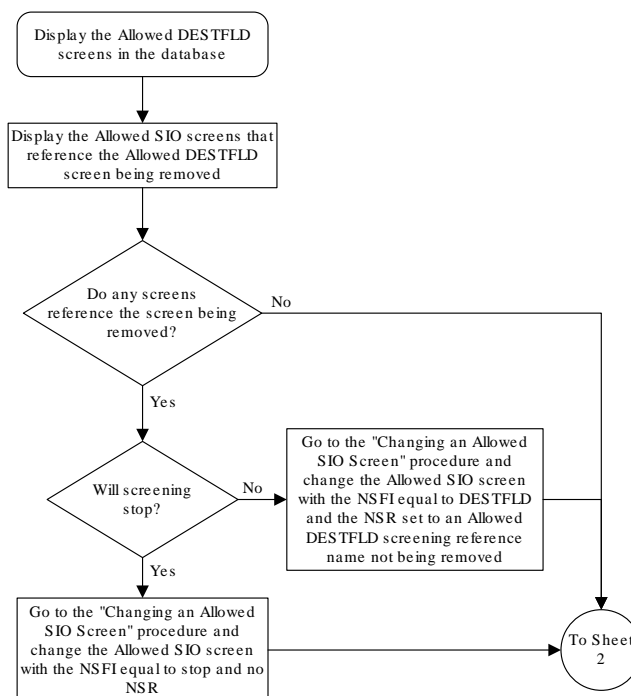 Display the Allowed DESTFLD
screens in the database
Display the Allowed SIO screens that
reference the Allowed DESTFLD
screen being removed
Do any screens
reference the screen being
removed?
No
Yes
Will screening
stop?
No
Go to the "Changing an Allowed
SIO Screen" procedure and
change the Allowed SIO screen
with the NSFI equal to DESTFLD
and the NSR set to an Allowed
DESTFLD screening reference
name not being removed
Yes
Go to the "Changing an Allowed
SIO Screen" procedure and
change the Allowed SIO screen
with the NSFI equal to stop and no
NSR
To Sheet
2